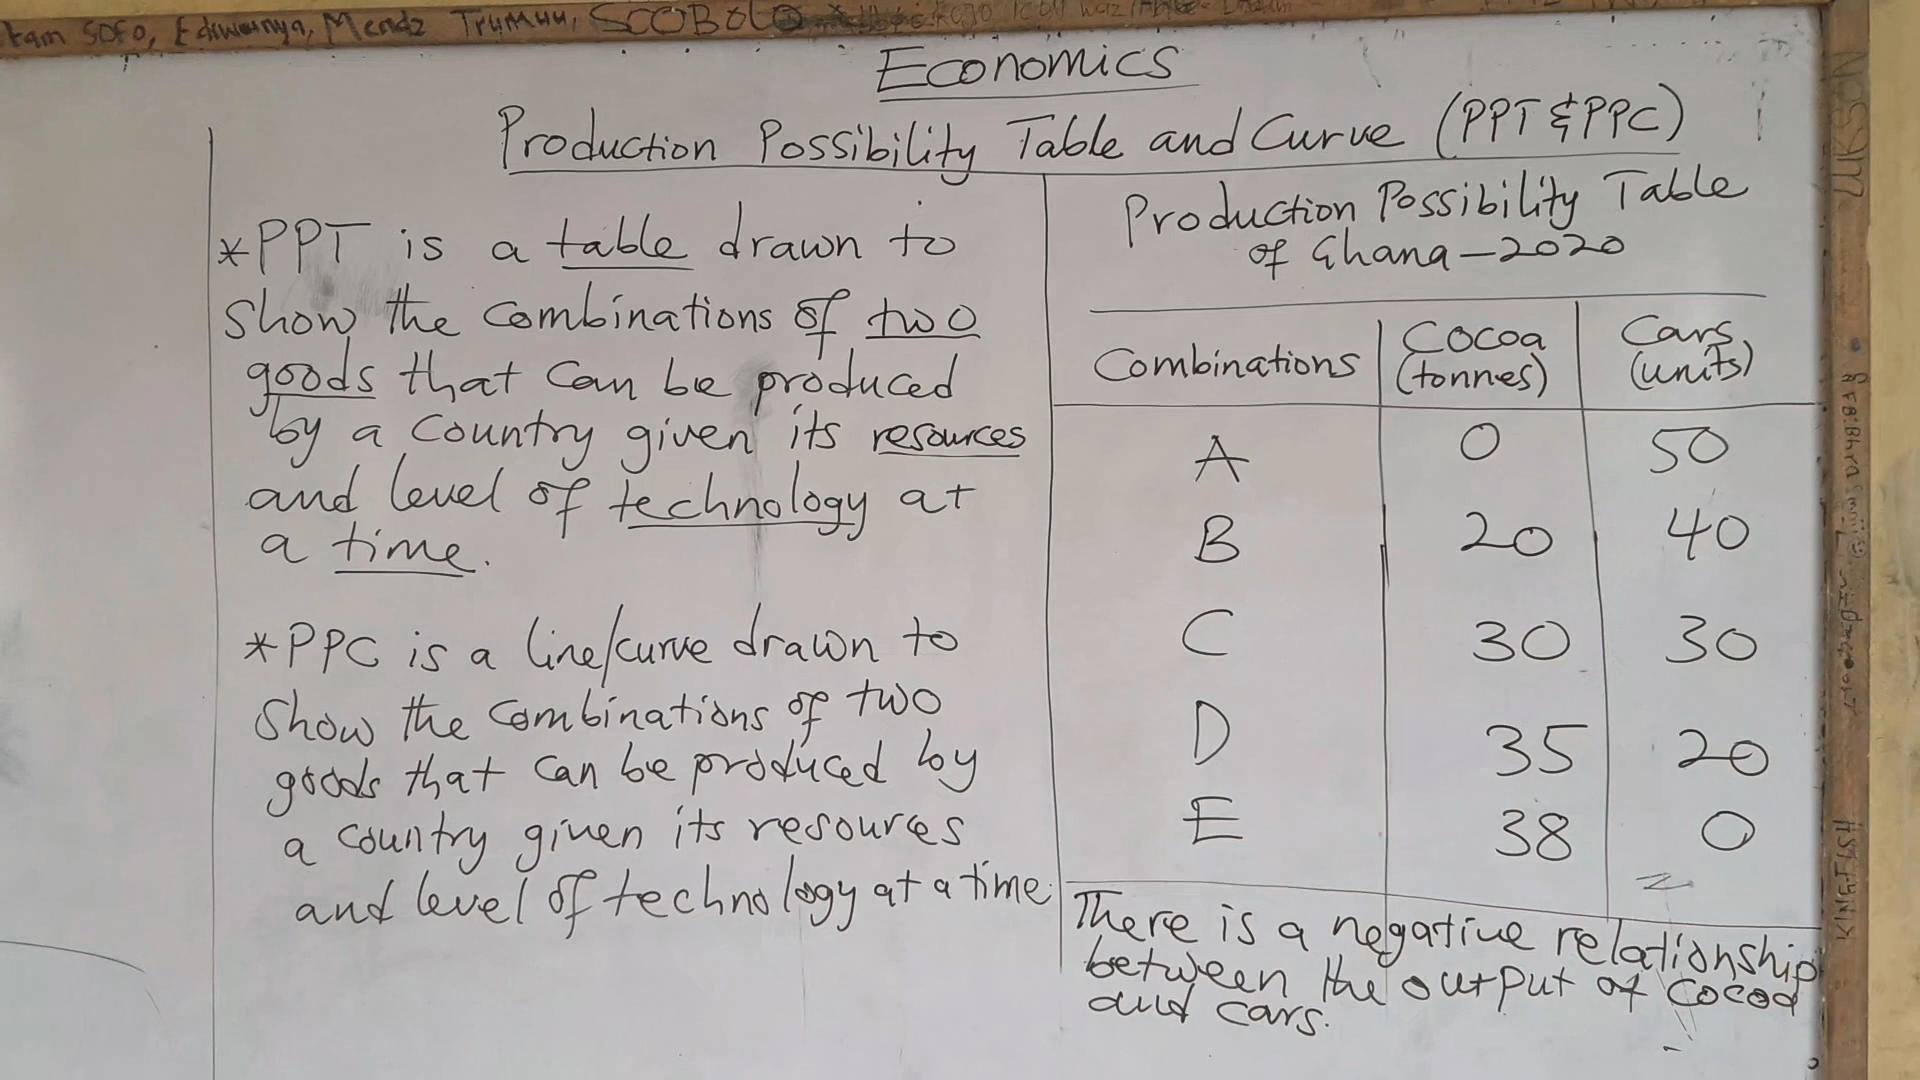 Economics
Production Possibility Table and Curve (PPT & PPC)
*PPT is a table drawn to
show the combinations of two
goods that can be produced
by a country given its resources
and level of technology at
a time.
*PPC is a line/curve drawn to
show the combinations of two
goods that can be produced by
a country given its resources
and level of technology at a time.
Production Possibility Table
of Ghana-2020
Combinations Cocoa (tonnes) Cars (units)
A 0 50
B 20 40
C 30 30
D 35 20
E 38 0
There is a negative relationship
between the output of cocoa
and cars.